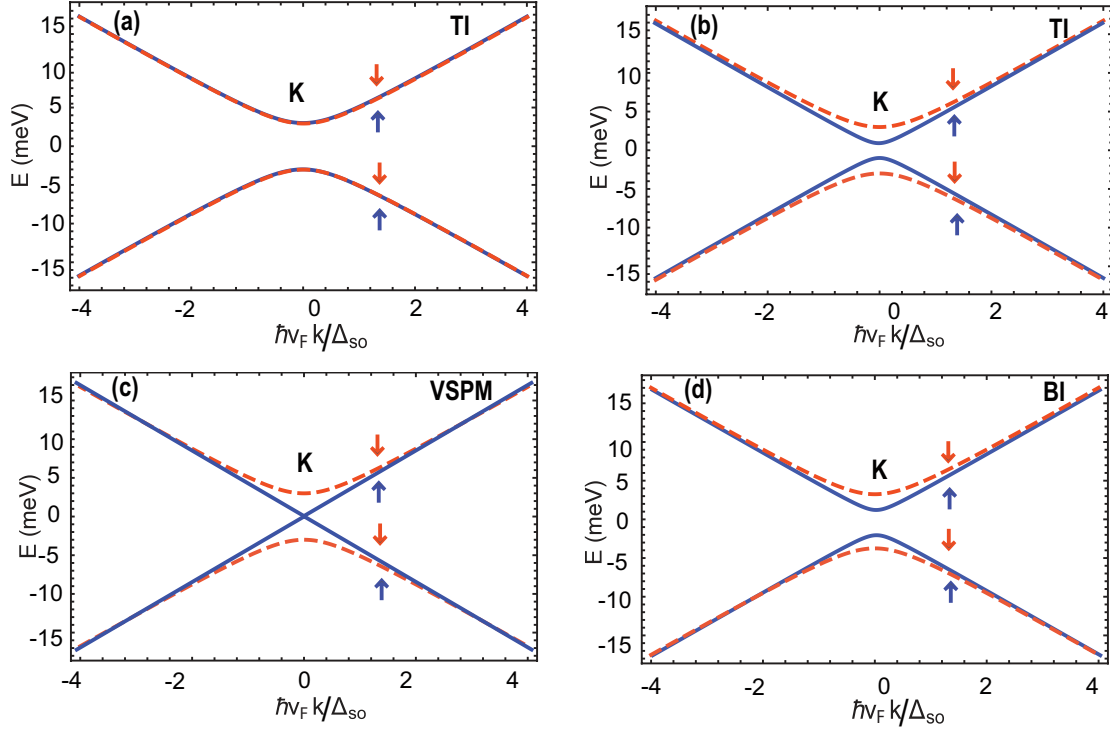 (a) TI
15
10
5
0
-5
-10
-15
E (meV)
K
↓
↑
↓
↑
-4 -2 0 2 4
ℏv_F k/Δ_so
(b) TI
15
10
5
0
-5
-10
-15
E (meV)
K
↓
↑
↓
↑
-4 -2 0 2 4
ℏv_F k/Δ_so
(c) VSPM
15
10
5
0
-5
-10
-15
E (meV)
K
↓
↑
↓
↑
-4 -2 0 2 4
ℏv_F k/Δ_so
(d) BI
15
10
5
0
-5
-10
-15
E (meV)
K
↓
↑
↓
↑
-4 -2 0 2 4
ℏv_F k/Δ_so